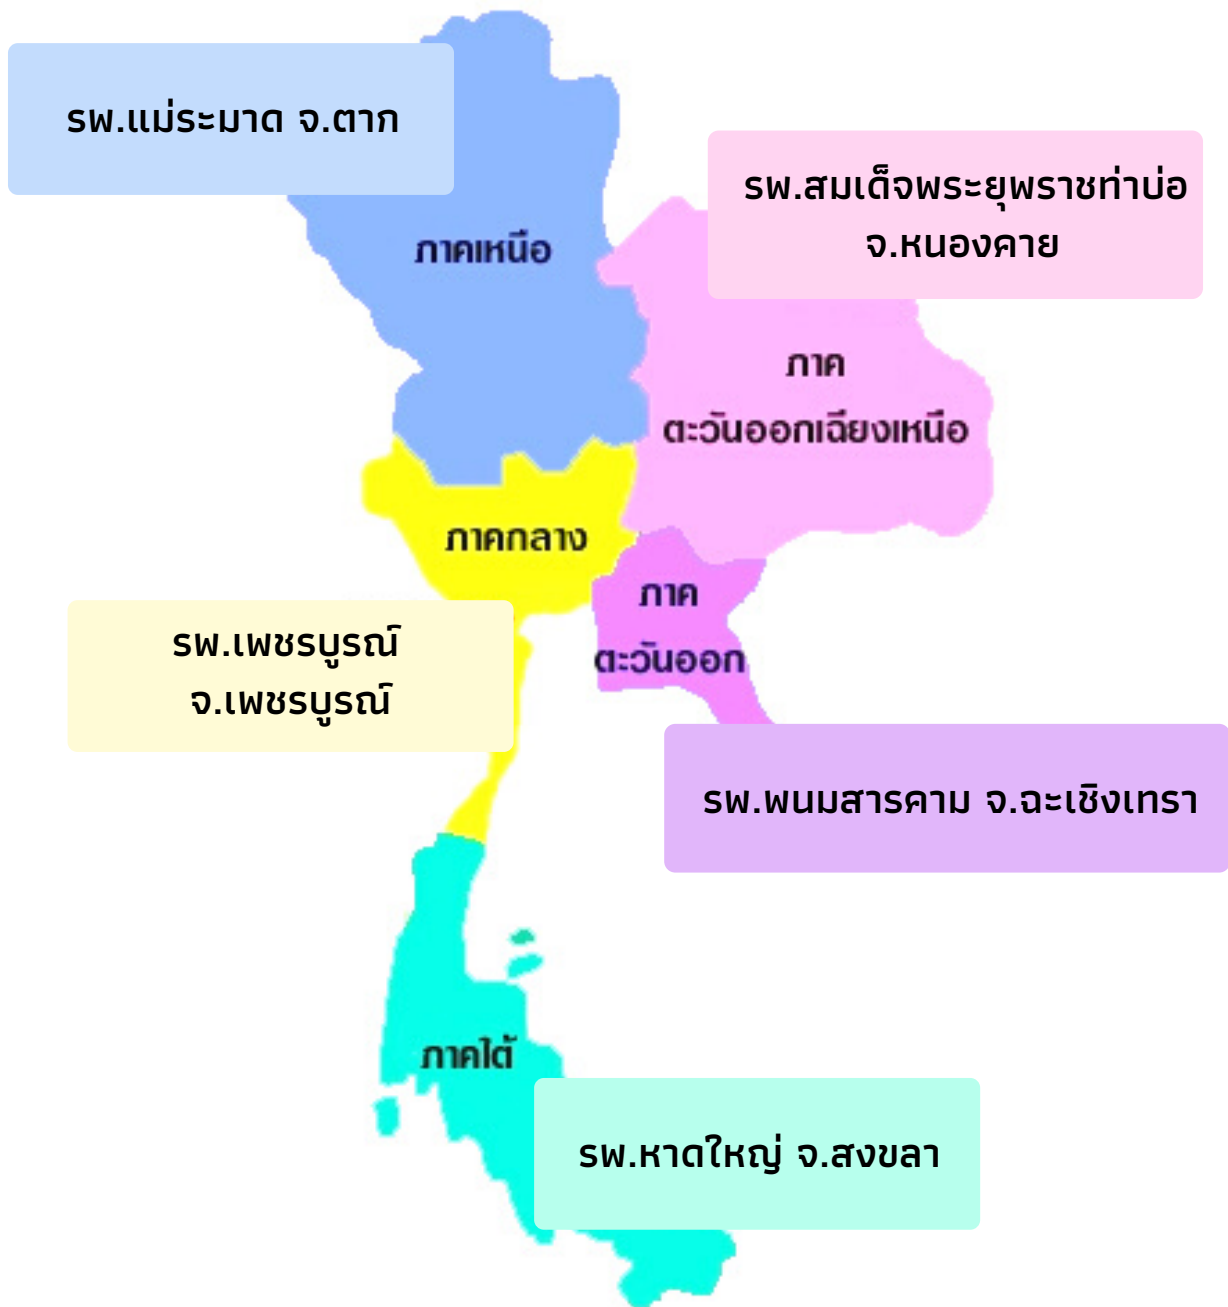 รพ.แม่ระมาด จ.ตาก
รพ.สมเด็จพระยุพราชท่าบ่อ
จ.หนองคาย
ภาคเหนือ
ภาค
ตะวันออกเฉียงเหนือ
ภาคกลาง
ภาค
ตะวันออก
รพ.เพชรบูรณ์
จ.เพชรบูรณ์
รพ.พนมสารคาม จ.ฉะเชิงเทรา
ภาคใต้
รพ.หาดใหญ่ จ.สงขลา